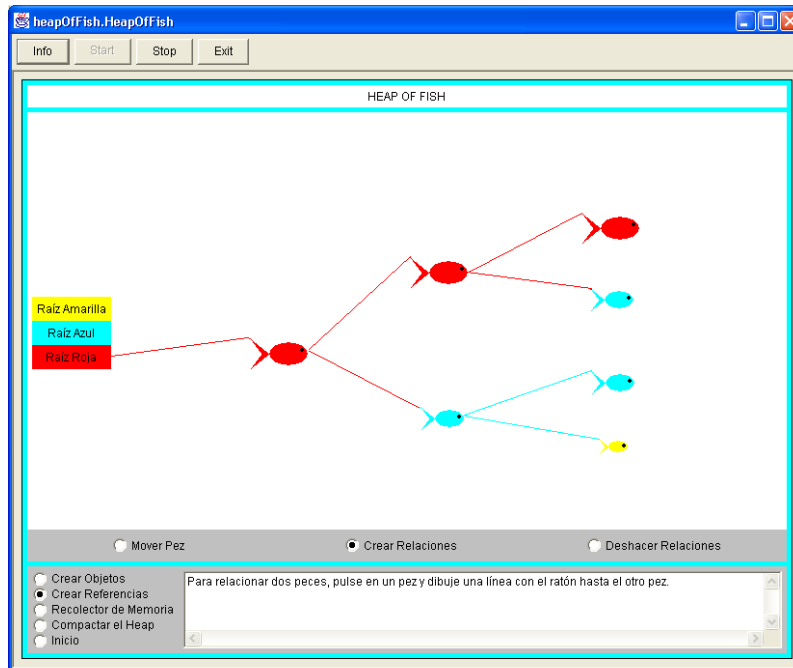 heapOfFish.HeapOfFish
Info Start Stop Exit
HEAP OF FISH
Raíz Amarilla
Raíz Azul
Raíz Roja
Mover Pez Crear Relaciones Deshacer Relaciones
Crear Objetos
Crear Referencias
Recolector de Memoria
Compactar el Heap
Inicio
Para relacionar dos peces, pulse en un pez y dibuje una línea con el ratón hasta el otro pez.